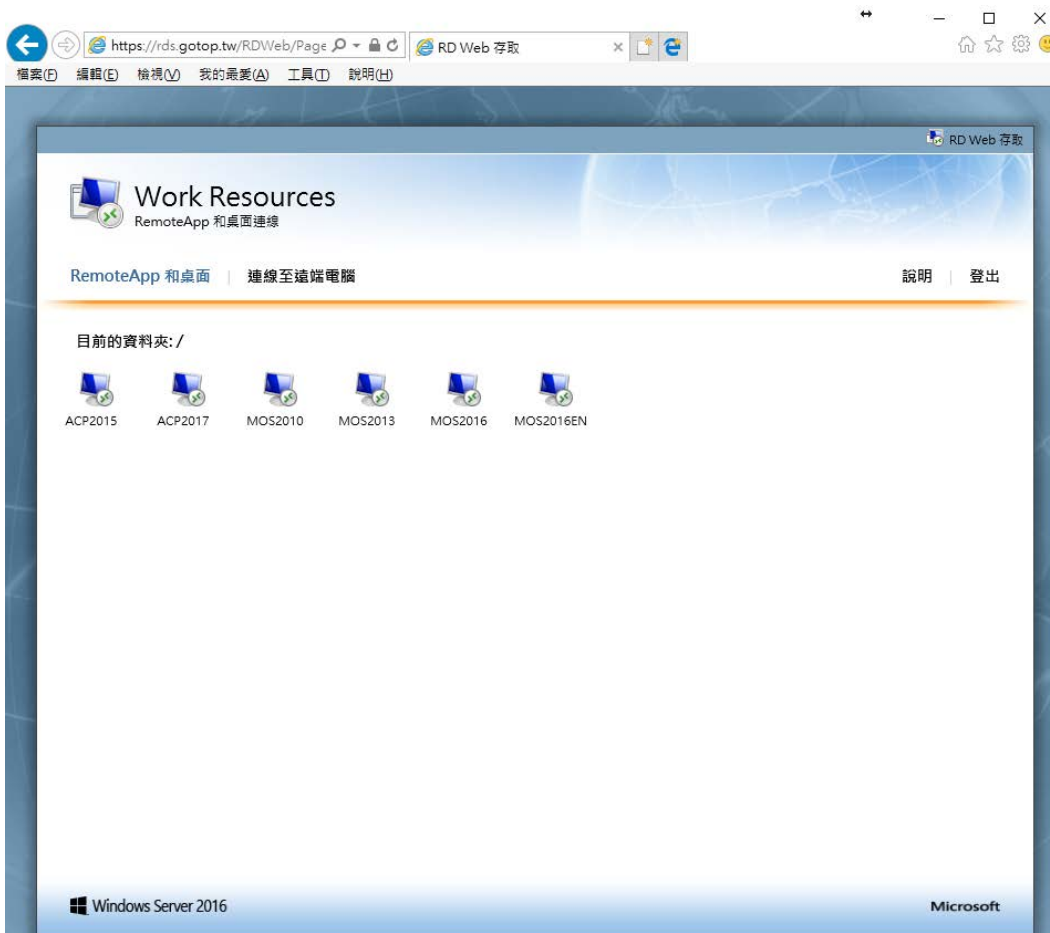 https://rds.gotop.tw/RDWeb/Page
RD Web 存取
檔案(F) 編輯(E) 檢視(V) 我的最愛(A) 工具(T) 說明(H)
RD Web 存取
Work Resources
RemoteApp 和桌面連線
RemoteApp 和桌面 | 連線至遠端電腦
說明 | 登出
目前的資料夾: /
ACP2015 ACP2017 MOS2010 MOS2013 MOS2016 MOS2016EN
Windows Server 2016
Microsoft